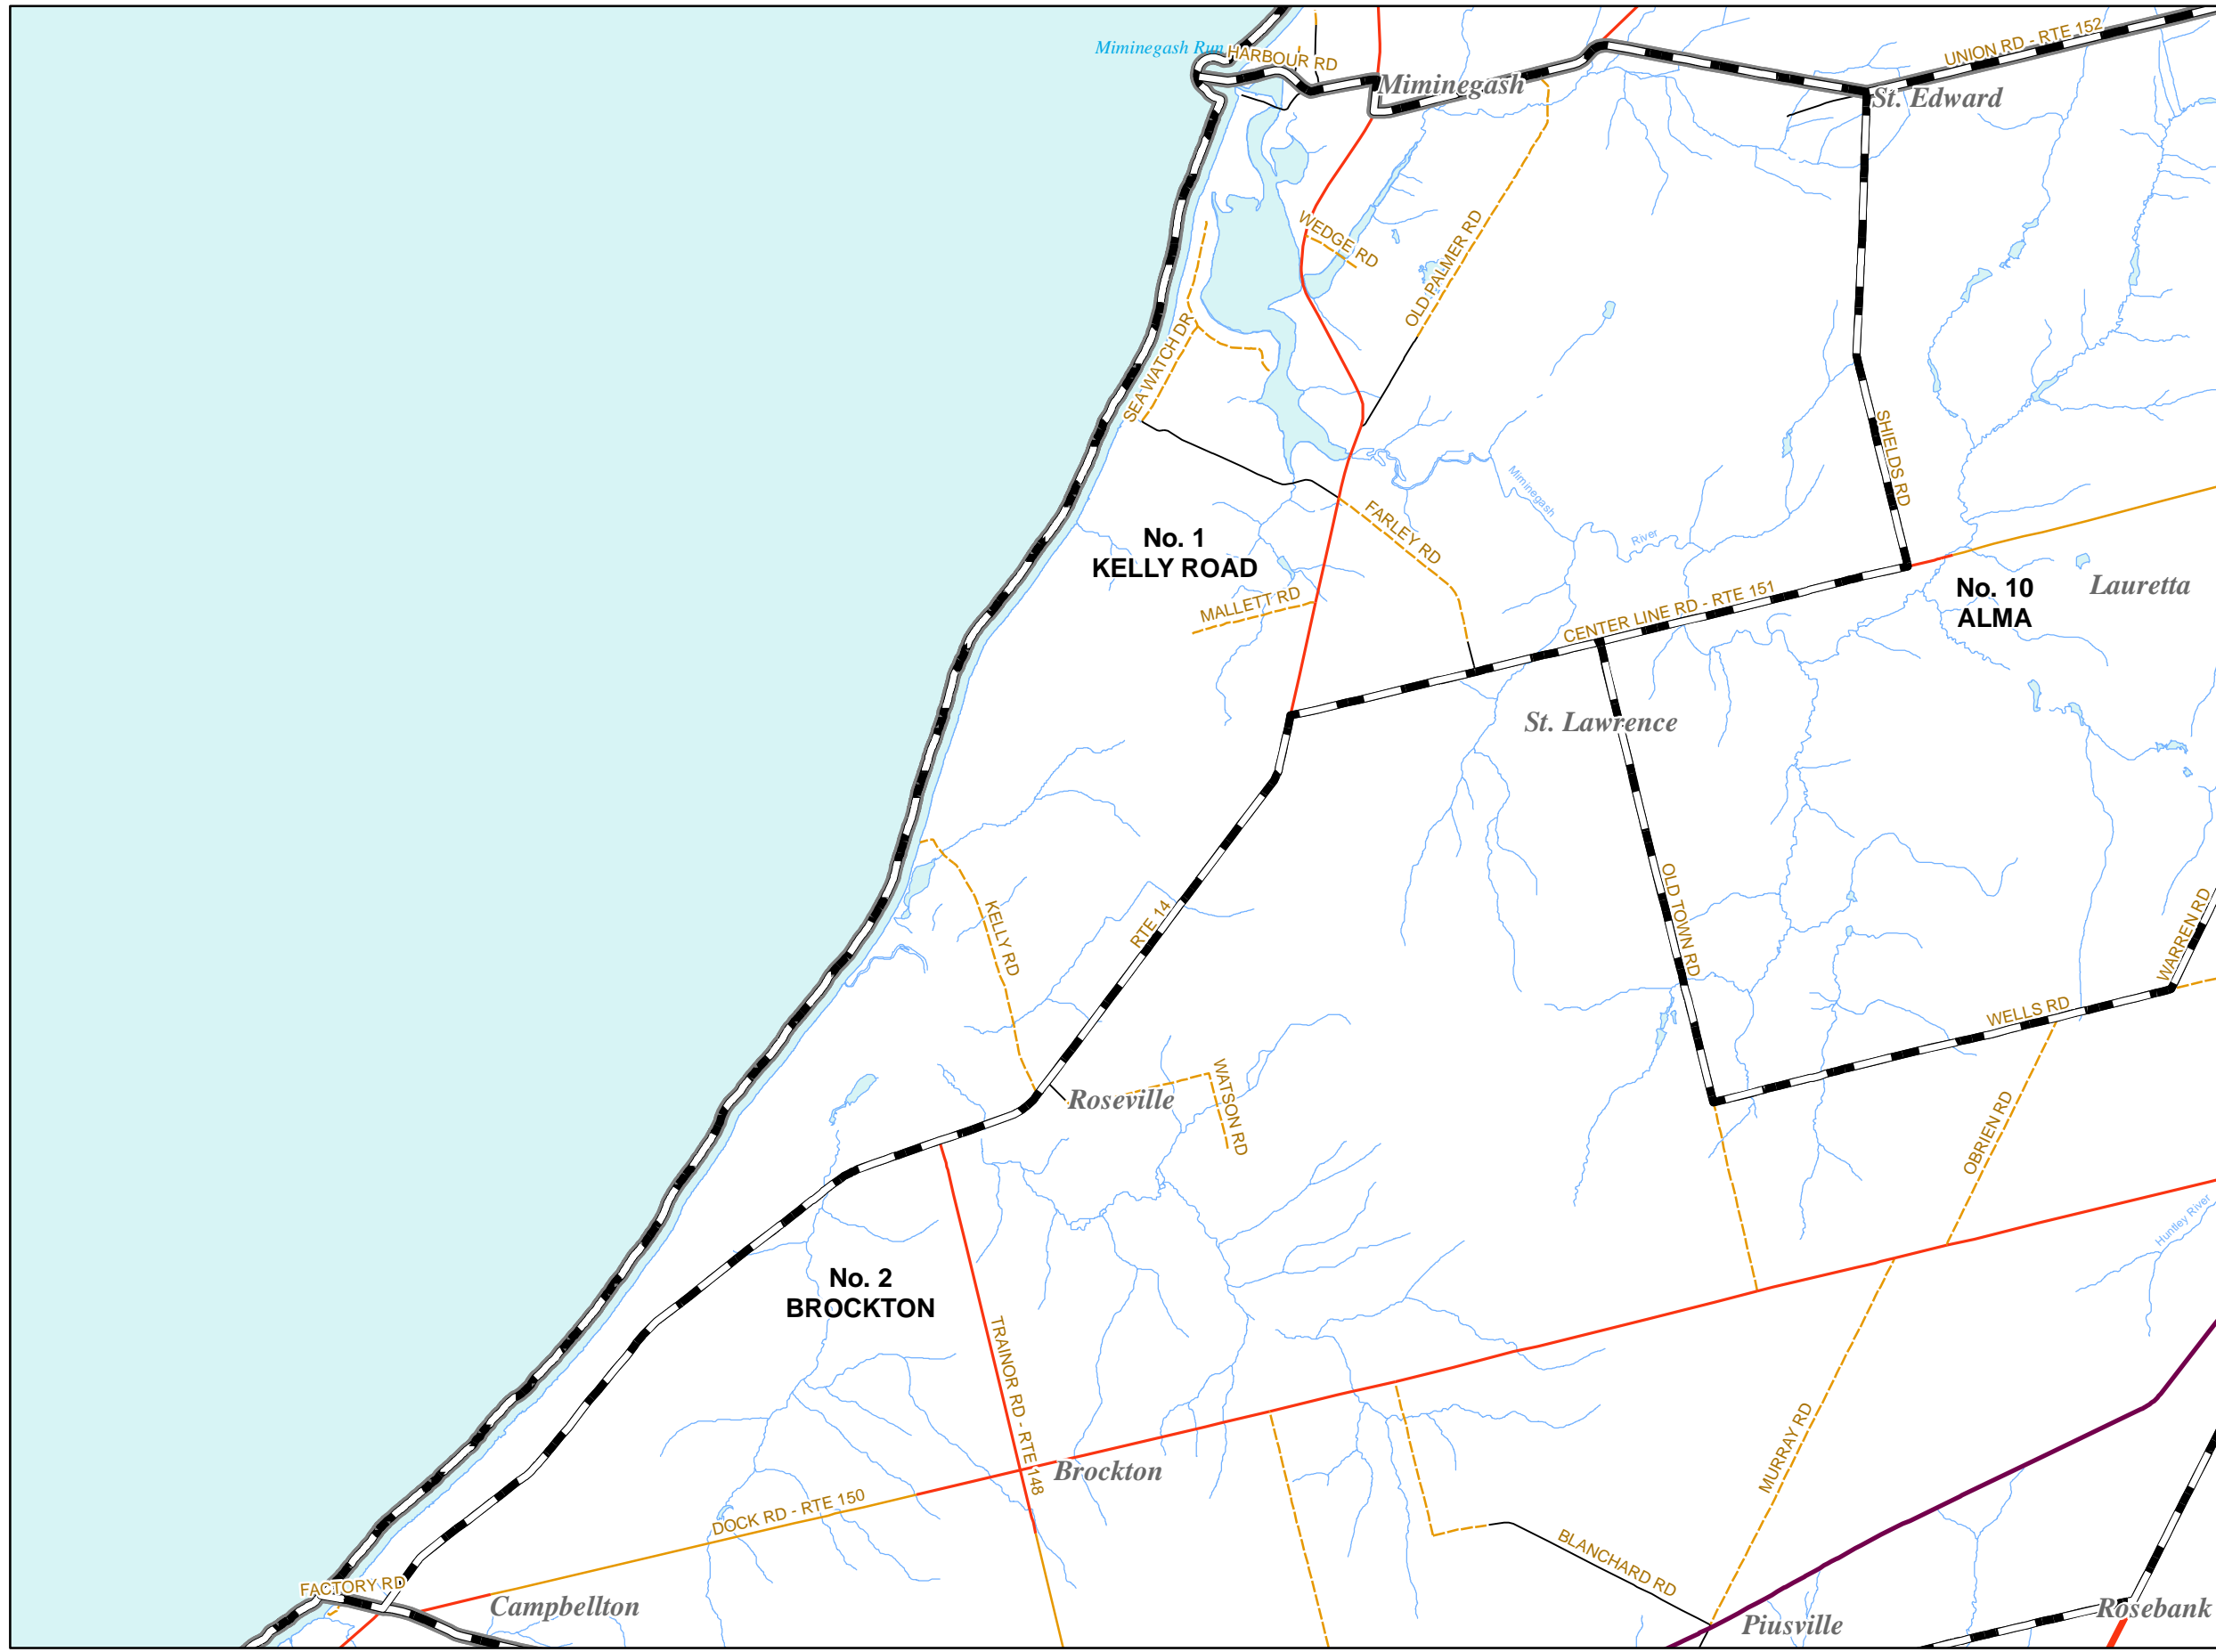 Miminegash Run
HARBOUR RD
UNION RD - RTE 152
Miminegash
St. Edward
WEDGE RD
OLD PALMER RD
SEA WATCH DR
SHIELDS RD
Miminegash
River
FARLEY RD
No. 1
KELLY ROAD
MALLETT RD
CENTER LINE RD - RTE 151
No. 10
ALMA
Lauretta
St. Lawrence
OLD TOWN RD
KELLY RD
RTE 14
WARREN RD
WELLS RD
Roseville
WATSON RD
OBRIEN RD
Huntley River
No. 2
BROCKTON
TRAINOR RD - RTE 148
Brockton
MURRAY RD
DOCK RD - RTE 150
BLANCHARD RD
FACTORY RD
Campbellton
Piusville
Rosebank